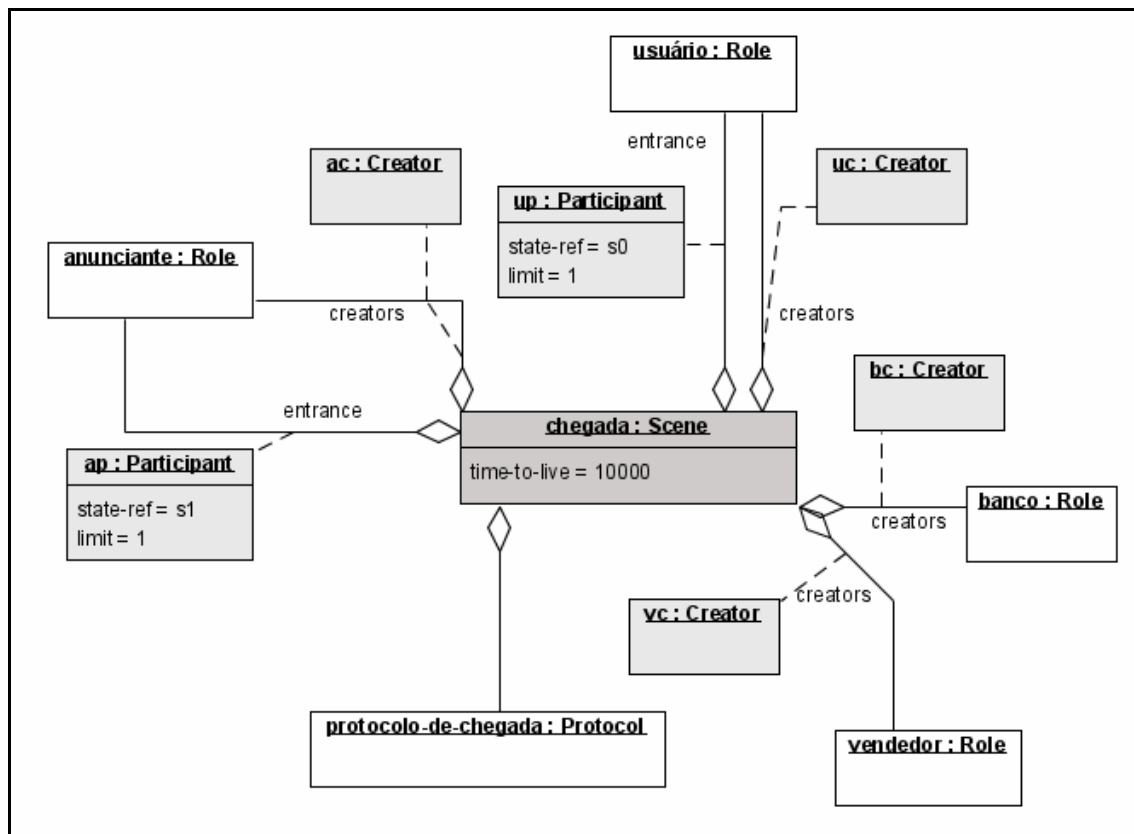 usuário : Role
entrance
ac : Creator
uc : Creator
up : Participant
state-ref = s0
limit = 1
anunciante : Role
creators
creators
bc : Creator
entrance
chegada : Scene
time-to-live = 10000
ap : Participant
state-ref = s1
limit = 1
banco : Role
creators
creators
vc : Creator
protocolo-de-chegada : Protocol
vendedor : Role